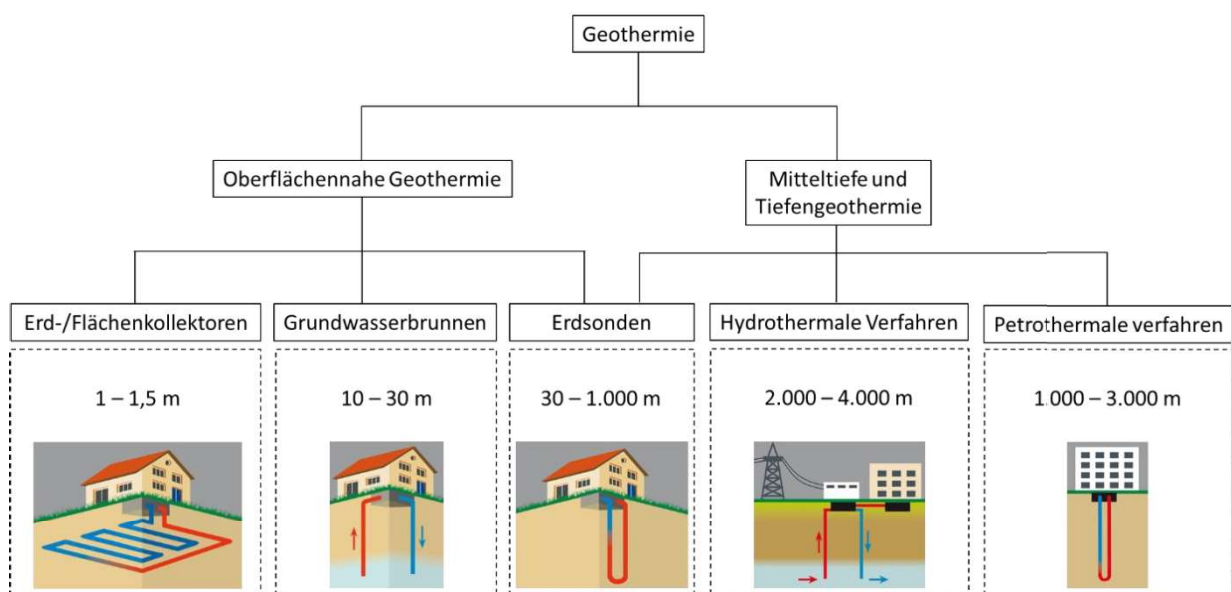 Geothermie
Oberflächennahe Geothermie
Mitteltiefe und
Tiefengeothermie
Erd-/Flächenkollektoren
Grundwasserbrunnen
Erdsonden
Hydrothermale Verfahren
Petrothermale verfahren
1 – 1,5 m
10 – 30 m
30 – 1.000 m
2.000 – 4.000 m
1.000 – 3.000 m